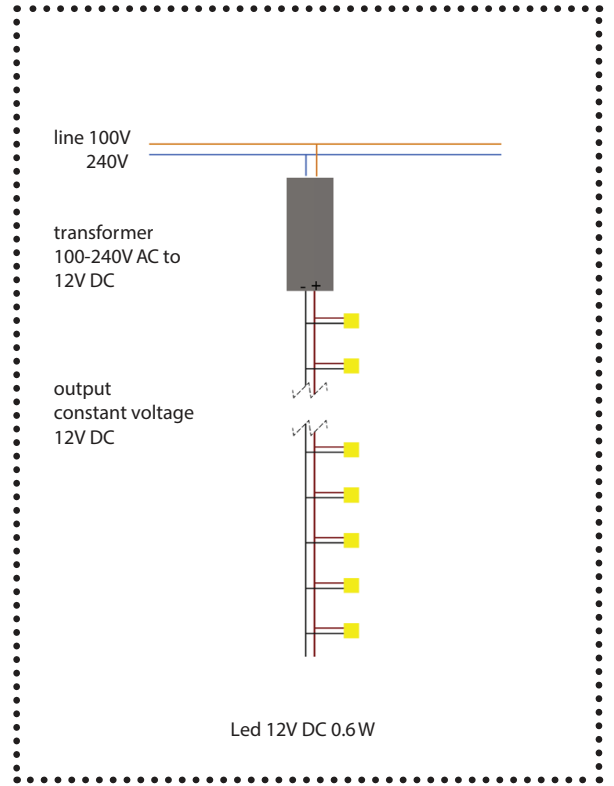 line 100V
240V
transformer
100-240V AC to
12V DC
- +
output
constant voltage
12V DC
Led 12V DC 0.6 W